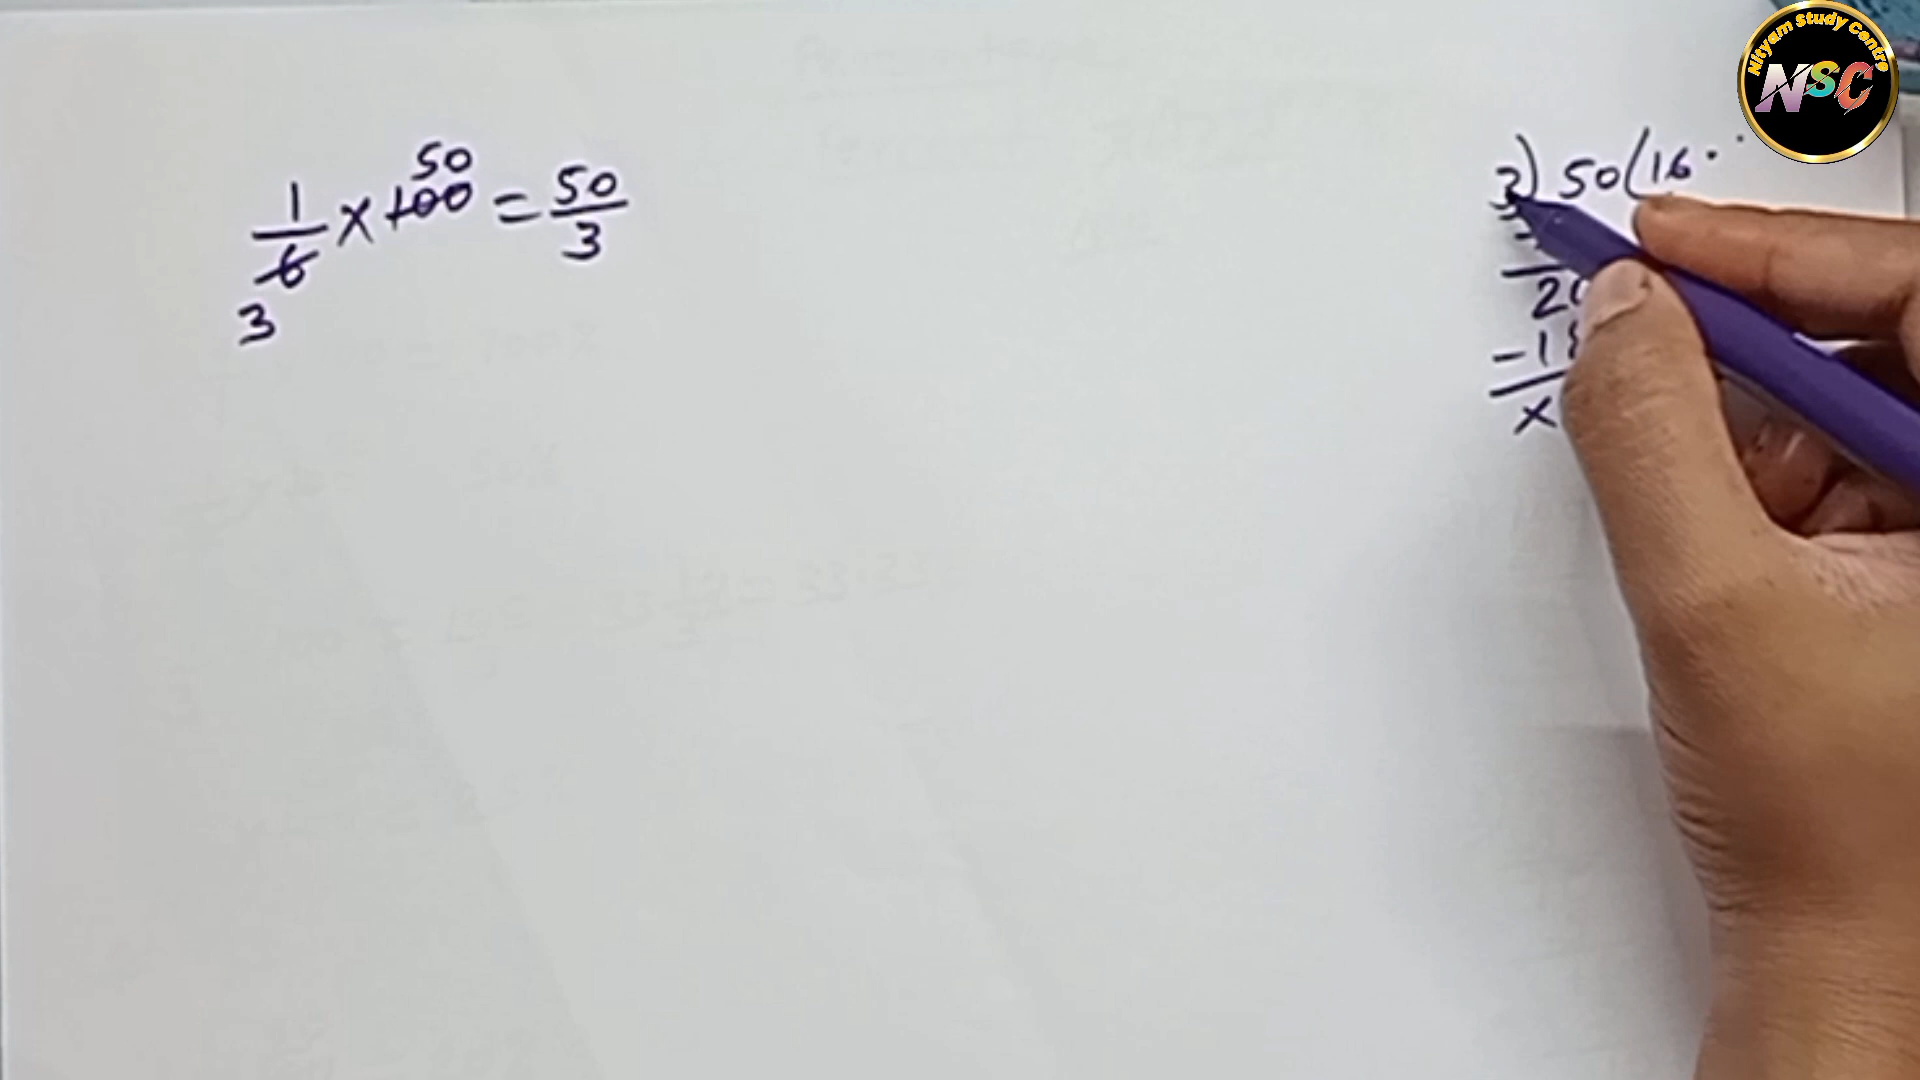 1/6 x 100 = 50/3
50
3
3) 50 (16.
20
-18
x
Nityam Study Centre
NSC